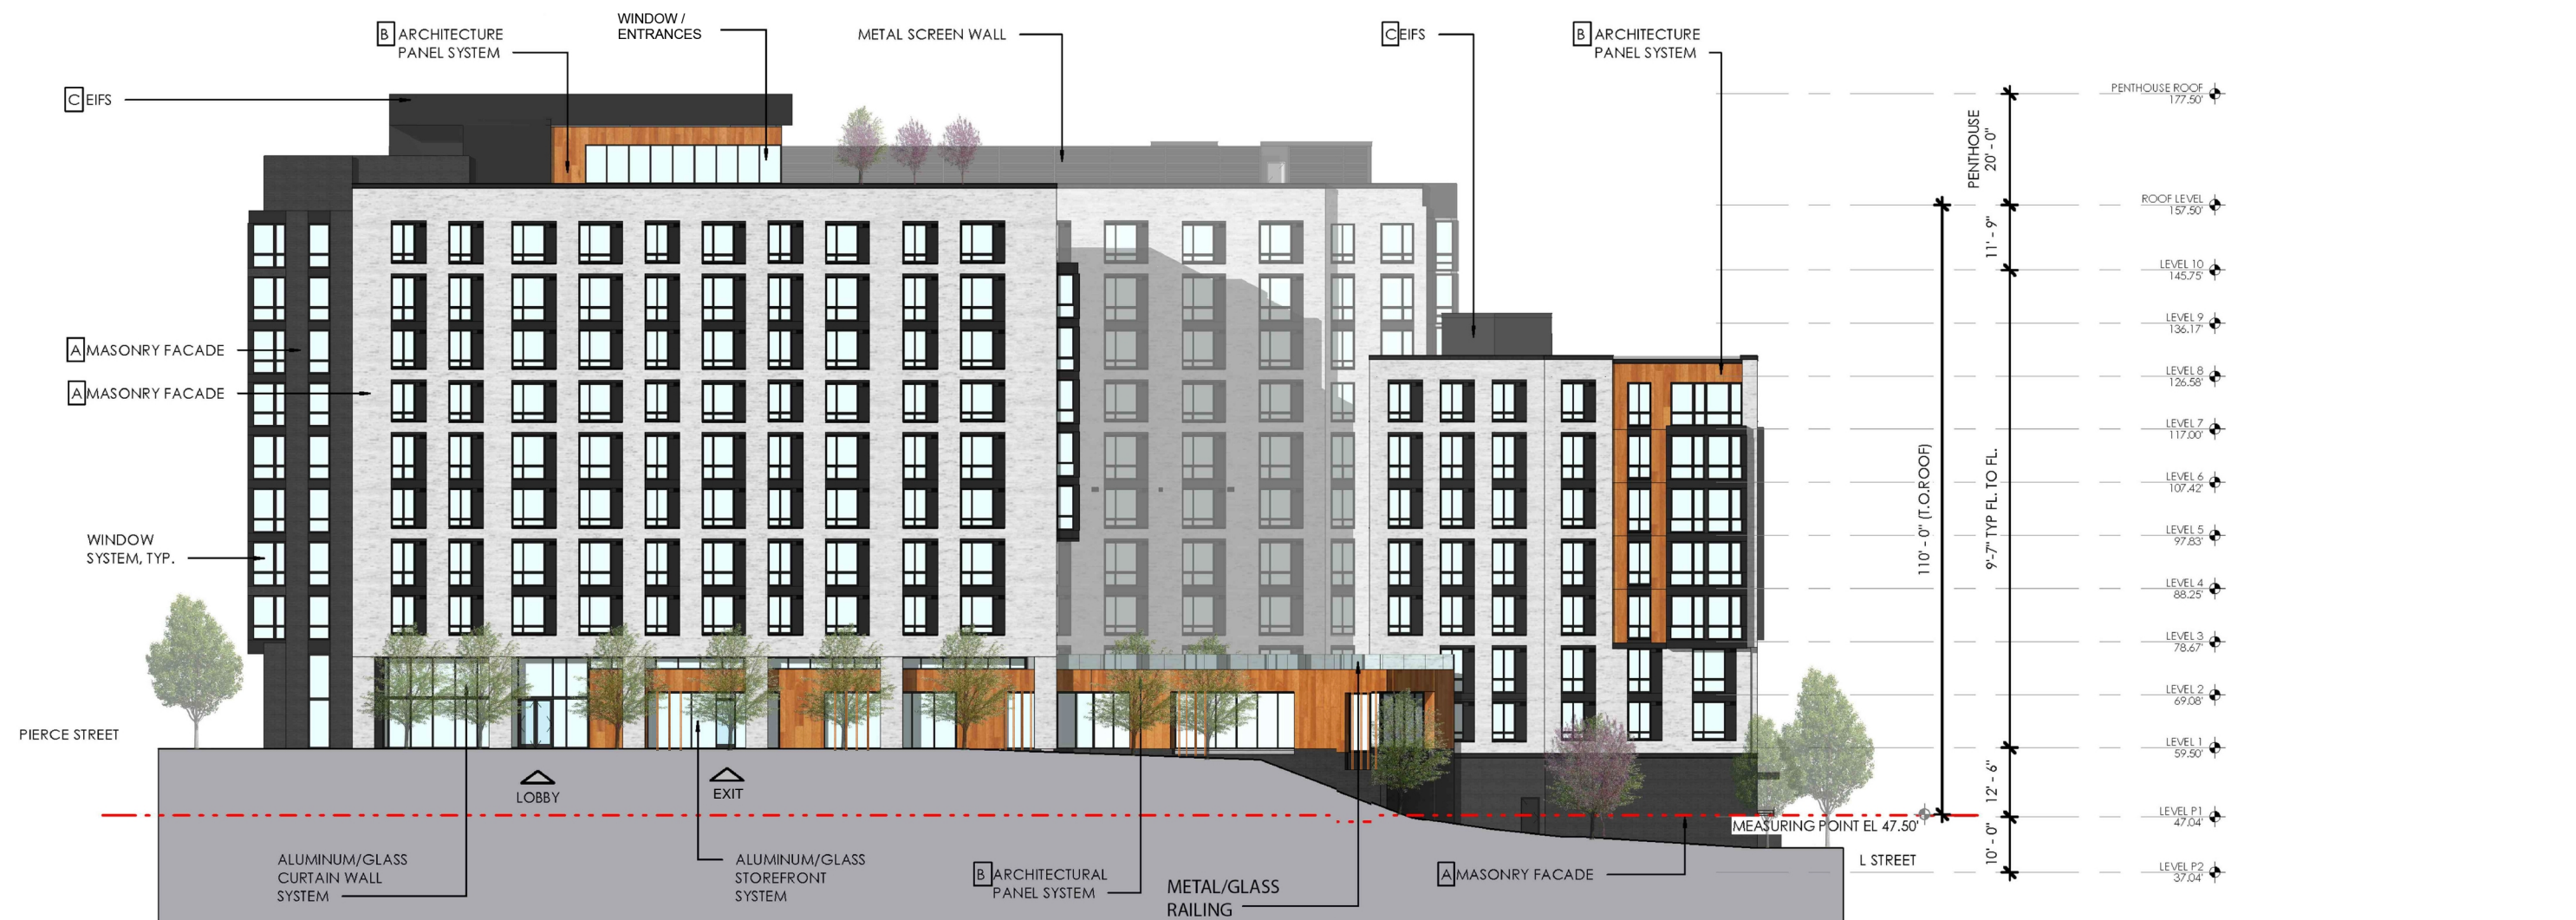 WINDOW /
ENTRANCES
B ARCHITECTURE
PANEL SYSTEM
METAL SCREEN WALL
C EIFS
B ARCHITECTURE
PANEL SYSTEM
C EIFS
A MASONRY FACADE
A MASONRY FACADE
WINDOW
SYSTEM, TYP.
PIERCE STREET
LOBBY
EXIT
ALUMINUM/GLASS
CURTAIN WALL
SYSTEM
ALUMINUM/GLASS
STOREFRONT
SYSTEM
B ARCHITECTURAL
PANEL SYSTEM
METAL/GLASS
RAILING
A MASONRY FACADE
MEASURING POINT EL 47.50'
L STREET
110' - 0" (T.O.ROOF)
PENTHOUSE
20' - 0"
11' - 9"
9'-7" TYP FL. TO FL.
12' - 6"
10' - 0"
PENTHOUSE ROOF
177.50'
ROOF LEVEL
157.50'
LEVEL 10
145.75'
LEVEL 9
136.17'
LEVEL 8
126.58'
LEVEL 7
117.00'
LEVEL 6
107.42'
LEVEL 5
97.83'
LEVEL 4
88.25'
LEVEL 3
78.67'
LEVEL 2
69.08'
LEVEL 1
59.50'
LEVEL P1
47.04'
LEVEL P2
37.04'